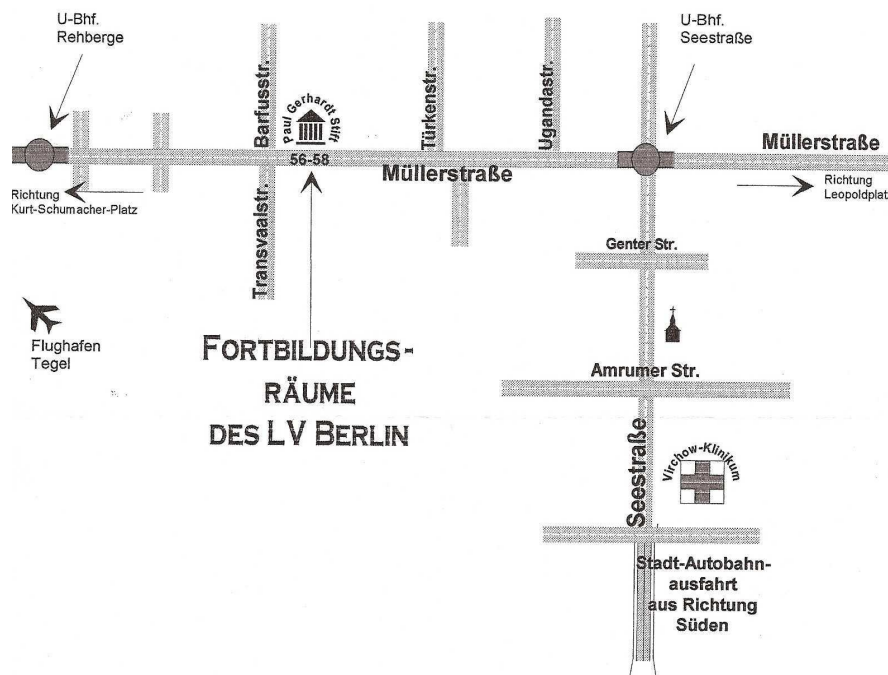 U-Bhf.
Rehberge
U-Bhf.
Seestraße
Barfusstr.
Paul Gerhardt Stift
Türkenstr.
Ugandastr.
56-58
Müllerstraße
Müllerstraße
Richtung
Kurt-Schumacher-Platz
Richtung
Leopoldplatz
Transvaalstr.
Genter Str.
Flughafen
Tegel
FORTBILDUNGS-
RÄUME
DES LV BERLIN
Amrumer Str.
Seestraße
Virchow-Klinikum
Stadt-Autobahn-
ausfahrt
aus Richtung
Süden